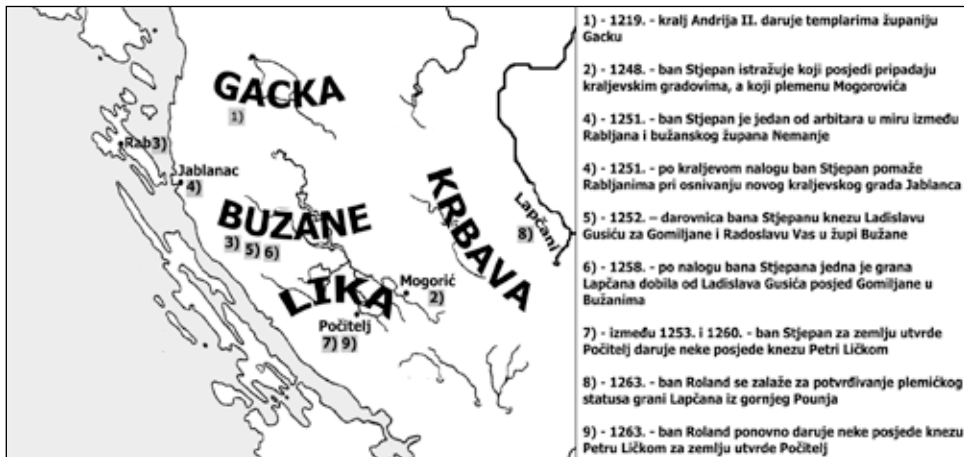 GACKA
1)
Rab3)
Jablanac
4)
BUZANE
3) 5) 6)
KRBAVA
Lapčani
8)
LIKA
Mogorić
2)
Počitelj
7) 9)
1) - 1219. - kralj Andrija II. daruje templarima županiju
Gacku
2) - 1248. - ban Stjepan istražuje koji posjedi pripadaju
kraljevskim gradovima, a koji plemenu Mogorovića
4) - 1251. - ban Stjepan je jedan od arbitara u miru između
Rabljana i bužanskog župana Nemanje
4) - 1251. - po kraljevom nalogu ban Stjepan pomaže
Rabljanima pri osnivanju novog kraljevskog grada Jablanca
5) - 1252. – darovnica bana Stjepanu knezu Ladislavu
Gusiću za Gomiljane i Radoslavu Vas u župi Bužane
6) - 1258. - po nalogu bana Stjepana jedna je grana
Lapčana dobila od Ladislava Gusića posjed Gomiljane u
Bužanima
7) - između 1253. i 1260. - ban Stjepan za zemlju utvrde
Počitelj daruje neke posjede knezu Petri Ličkom
8) - 1263. - ban Roland se zalaže za potvrđivanje plemićkog
statusa grani Lapčana iz gornjeg Pounja
9) - 1263. - ban Roland ponovno daruje neke posjede knezu
Petru Ličkom za zemlju utvrde Počitelj